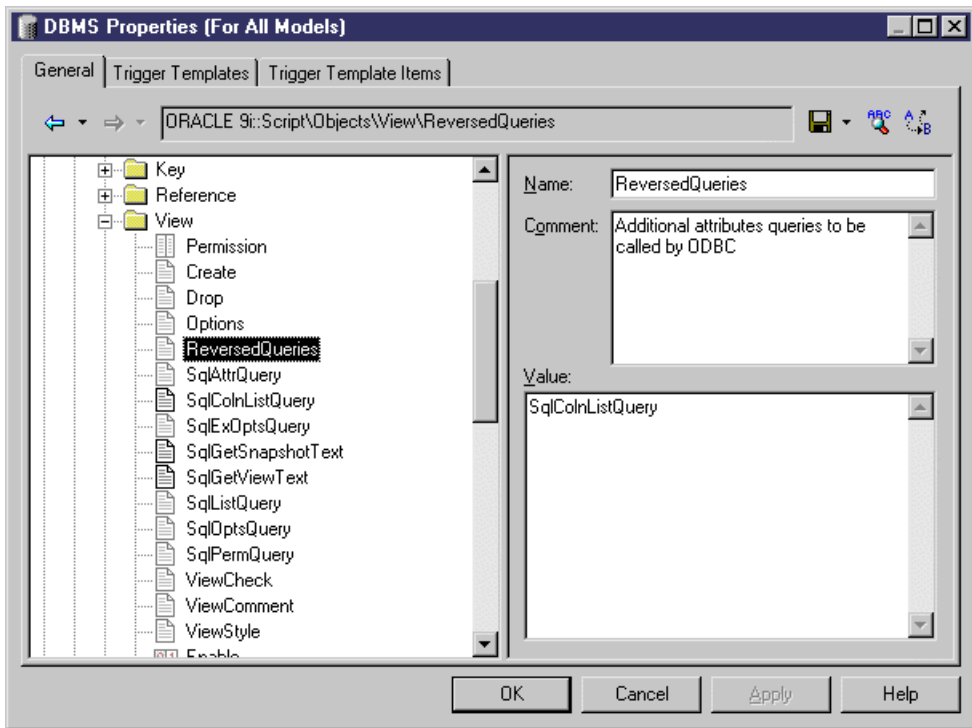 DBMS Properties (For All Models)
General
Trigger Templates
Trigger Template Items
ORACLE 9i::Script\Objects\View\ReversedQueries
ABC
A
B
Key
Reference
View
Permission
Create
Drop
Options
ReversedQueries
SqlAttrQuery
SqlColnListQuery
SqlExOptsQuery
SqlGetSnapshotText
SqlGetViewText
SqlListQuery
SqlOptsQuery
SqlPermQuery
ViewCheck
ViewComment
ViewStyle
Enable
Name:
ReversedQueries
Comment:
Additional attributes queries to be
called by ODBC
Value:
SqlColnListQuery
OK
Cancel
Apply
Help